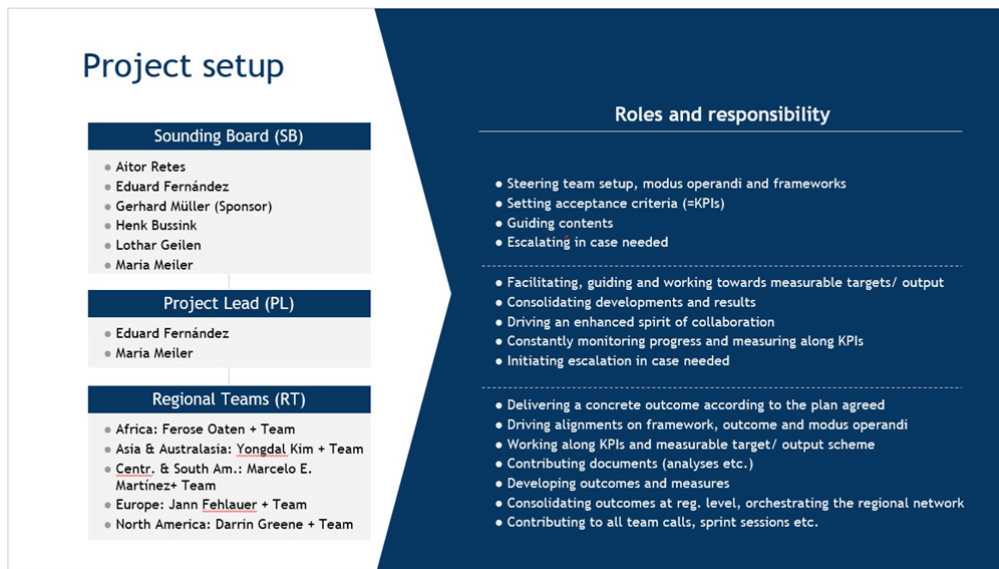 Project setup
Sounding Board (SB)
Aitor Retes
Eduard Fernández
Gerhard Müller (Sponsor)
Henk Bussink
Lothar Geilen
Maria Meiler
Project Lead (PL)
Eduard Fernández
Maria Meiler
Regional Teams (RT)
Africa: Ferose Oaten + Team
Asia & Australasia: Yongdal Kim + Team
Centr. & South Am.: Marcelo E.
Martínez+ Team
Europe: Jann Fehlauer + Team
North America: Darrin Greene + Team
Roles and responsibility
Steering team setup, modus operandi and frameworks
Setting acceptance criteria (=KPIs)
Guiding contents
Escalating in case needed
Facilitating, guiding and working towards measurable targets/ output
Consolidating developments and results
Driving an enhanced spirit of collaboration
Constantly monitoring progress and measuring along KPIs
Initiating escalation in case needed
Delivering a concrete outcome according to the plan agreed
Driving alignments on framework, outcome and modus operandi
Working along KPIs and measurable target/ output scheme
Contributing documents (analyses etc.)
Developing outcomes and measures
Consolidating outcomes at reg. level, orchestrating the regional network
Contributing to all team calls, sprint sessions etc.